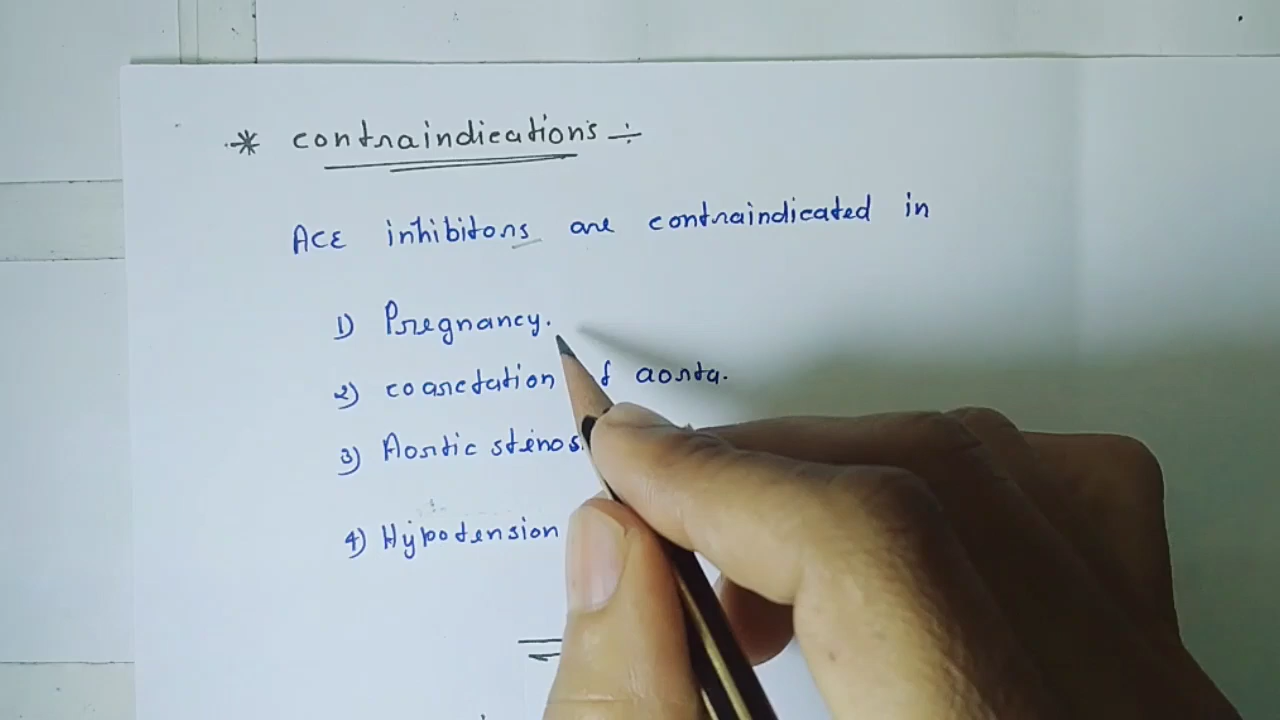 * contraindications ÷
ACE inhibitors are contraindicated in
1) Pregnancy.
2) coarctation f aorta.
3) Aortic stenos
4) Hypotension